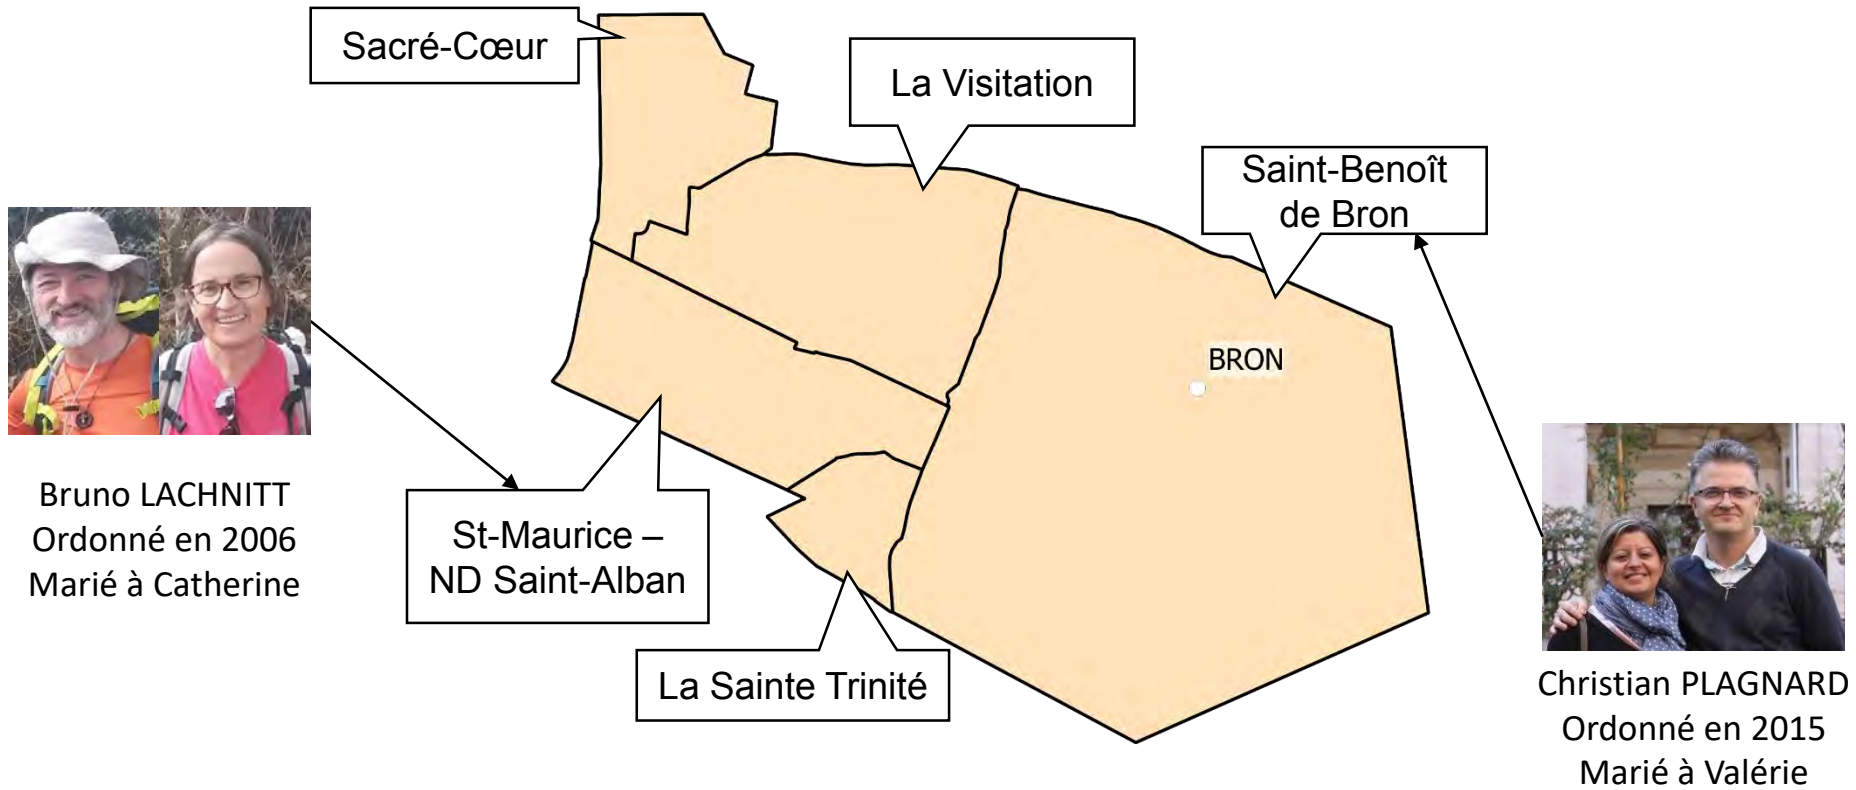 Sacré-Cœur
La Visitation
Saint-Benoît
de Bron
BRON
Bruno LACHNITT
Ordonné en 2006
Marié à Catherine
St-Maurice –
ND Saint-Alban
La Sainte Trinité
Christian PLAGNARD
Ordonné en 2015
Marié à Valérie